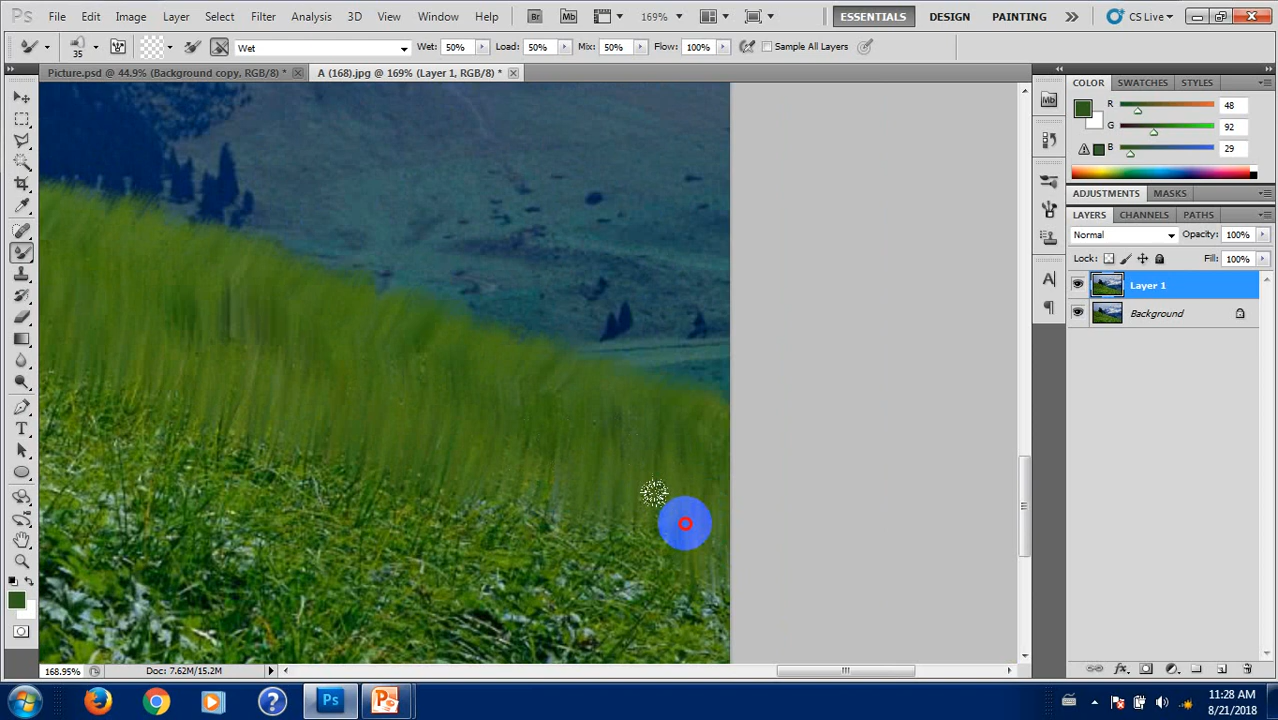 Ps File Edit Image Layer Select Filter Analysis 3D View Window Help Br Mb 169% ESSENTIALS DESIGN PAINTING CS Live
35 Wet Wet: 50% Load: 50% Mix: 50% Flow: 100% Sample All Layers
Picture.psd @ 44.9% (Background copy, RGB/8) * A (168).jpg @ 169% (Layer 1, RGB/8) *
COLOR SWATCHES STYLES
R 48
G 92
B 29
ADJUSTMENTS MASKS
LAYERS CHANNELS PATHS
Normal Opacity: 100%
Lock: Fill: 100%
Layer 1
Background
168.95% Doc: 7.62M/15.2M
11:28 AM
8/21/2018